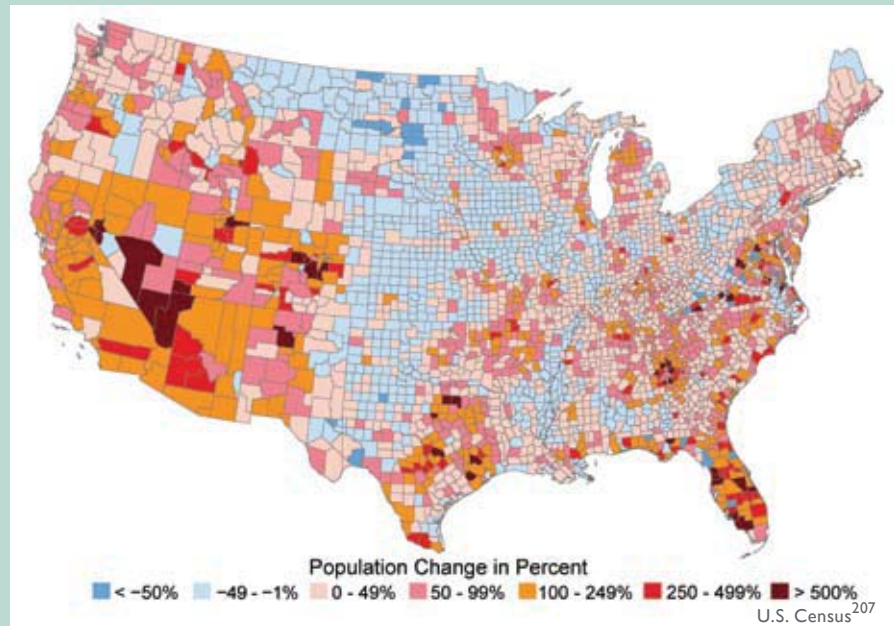 Population Change in Percent
< −50% −49 - −1% 0 - 49% 50 - 99% 100 - 249% 250 - 499% > 500%
U.S. Census207